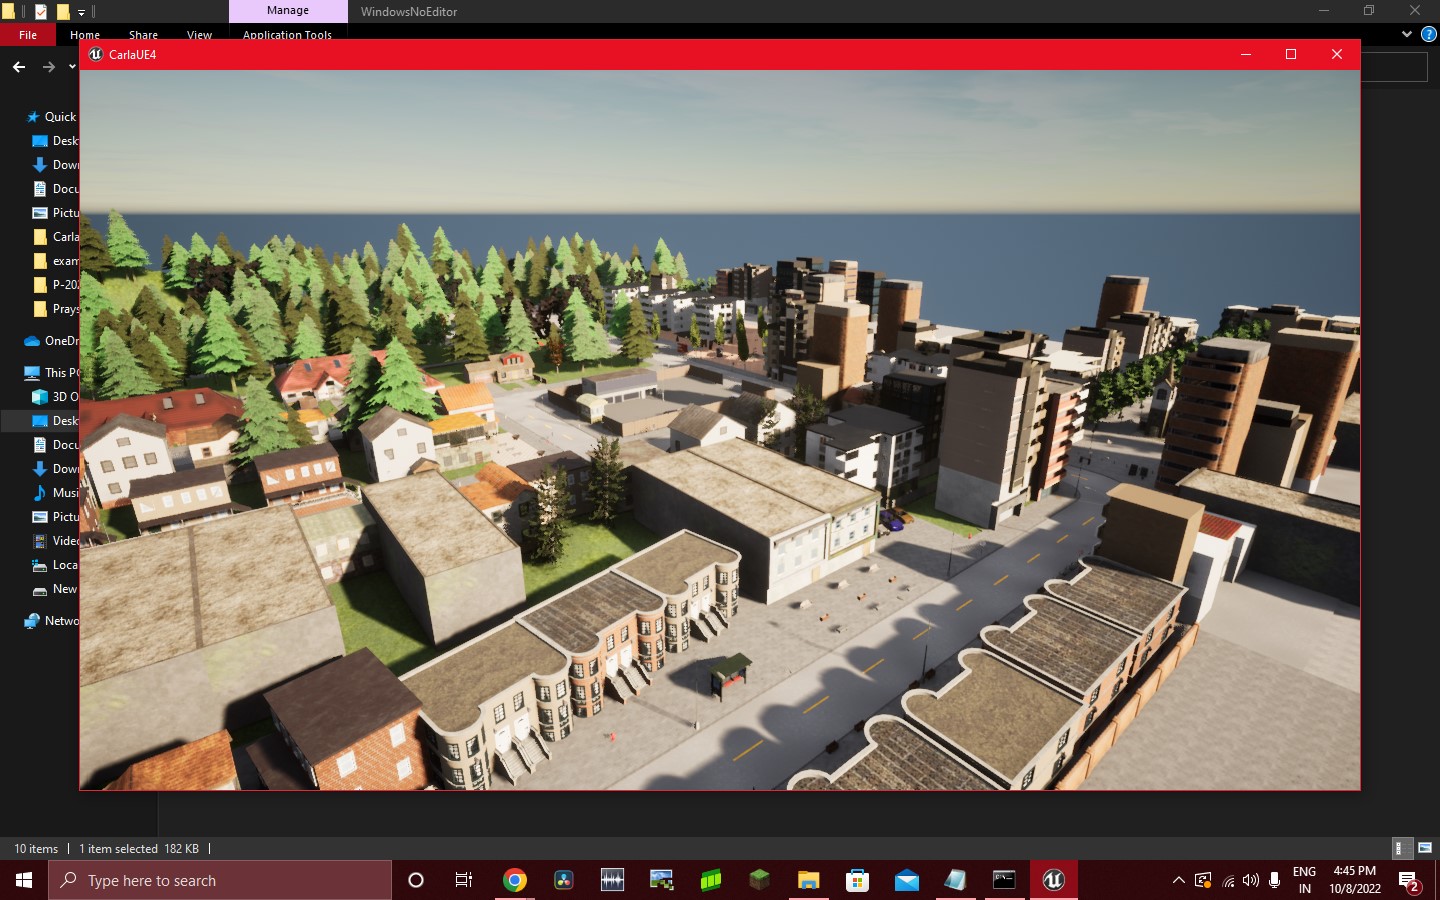 Manage
WindowsNoEditor
File
Home
Share
View
Application Tools
CarlaUE4
Quick
Desk
Dow
Docu
Pictu
Carla
exam
P-202
Prays
OneDr
This PC
3D O
Desk
Docu
Dow
Musi
Pictu
Vide
Loca
New
Netwo
10 items
1 item selected 182 KB
Type here to search
ENG
IN
4:45 PM
10/8/2022
2